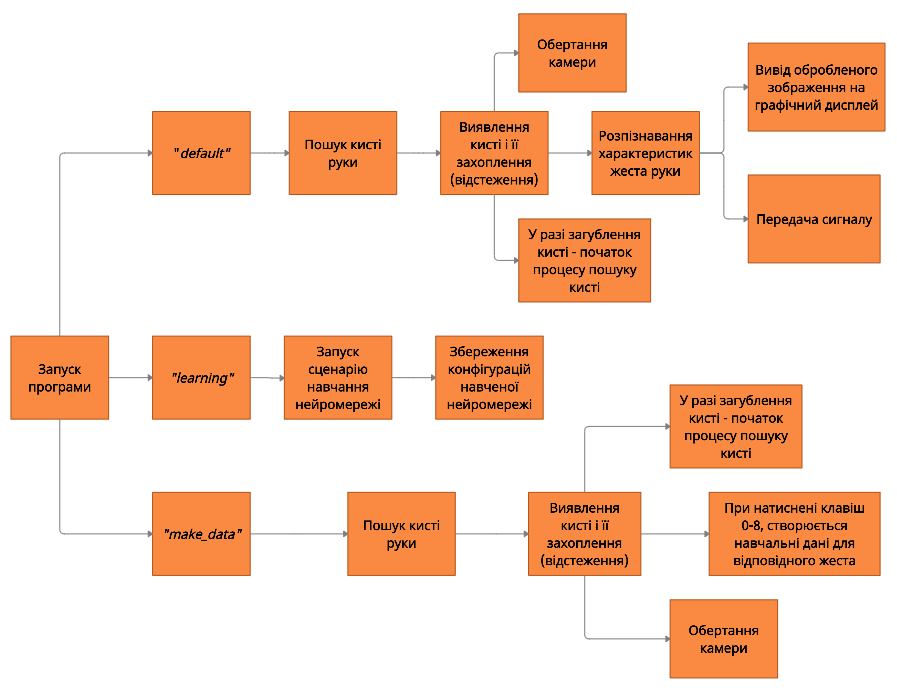 Обертання
камери
Вивід обробленого
зображення на
графічний дисплей
"default"
Пошук кисті
руки
Виявлення
кисті і її
захоплення
(відстеження)
Розпізнавання
характеристик
жеста руки
Передача сигналу
У разі загублення
кисті - початок
процесу пошуку
кисті
Запуск
програми
"learning"
Запуск
сценарію
навчання
нейромережі
Збереження
конфігурацій
навченої
нейромережі
У разі загублення
кисті - початок
процесу пошуку
кисті
"make_data"
Пошук кисті
руки
Виявлення
кисті і її
захоплення
(відстеження)
При натиснені клавіш
0-8, створюється
навчальні дані для
відповідного жеста
Обертання
камери